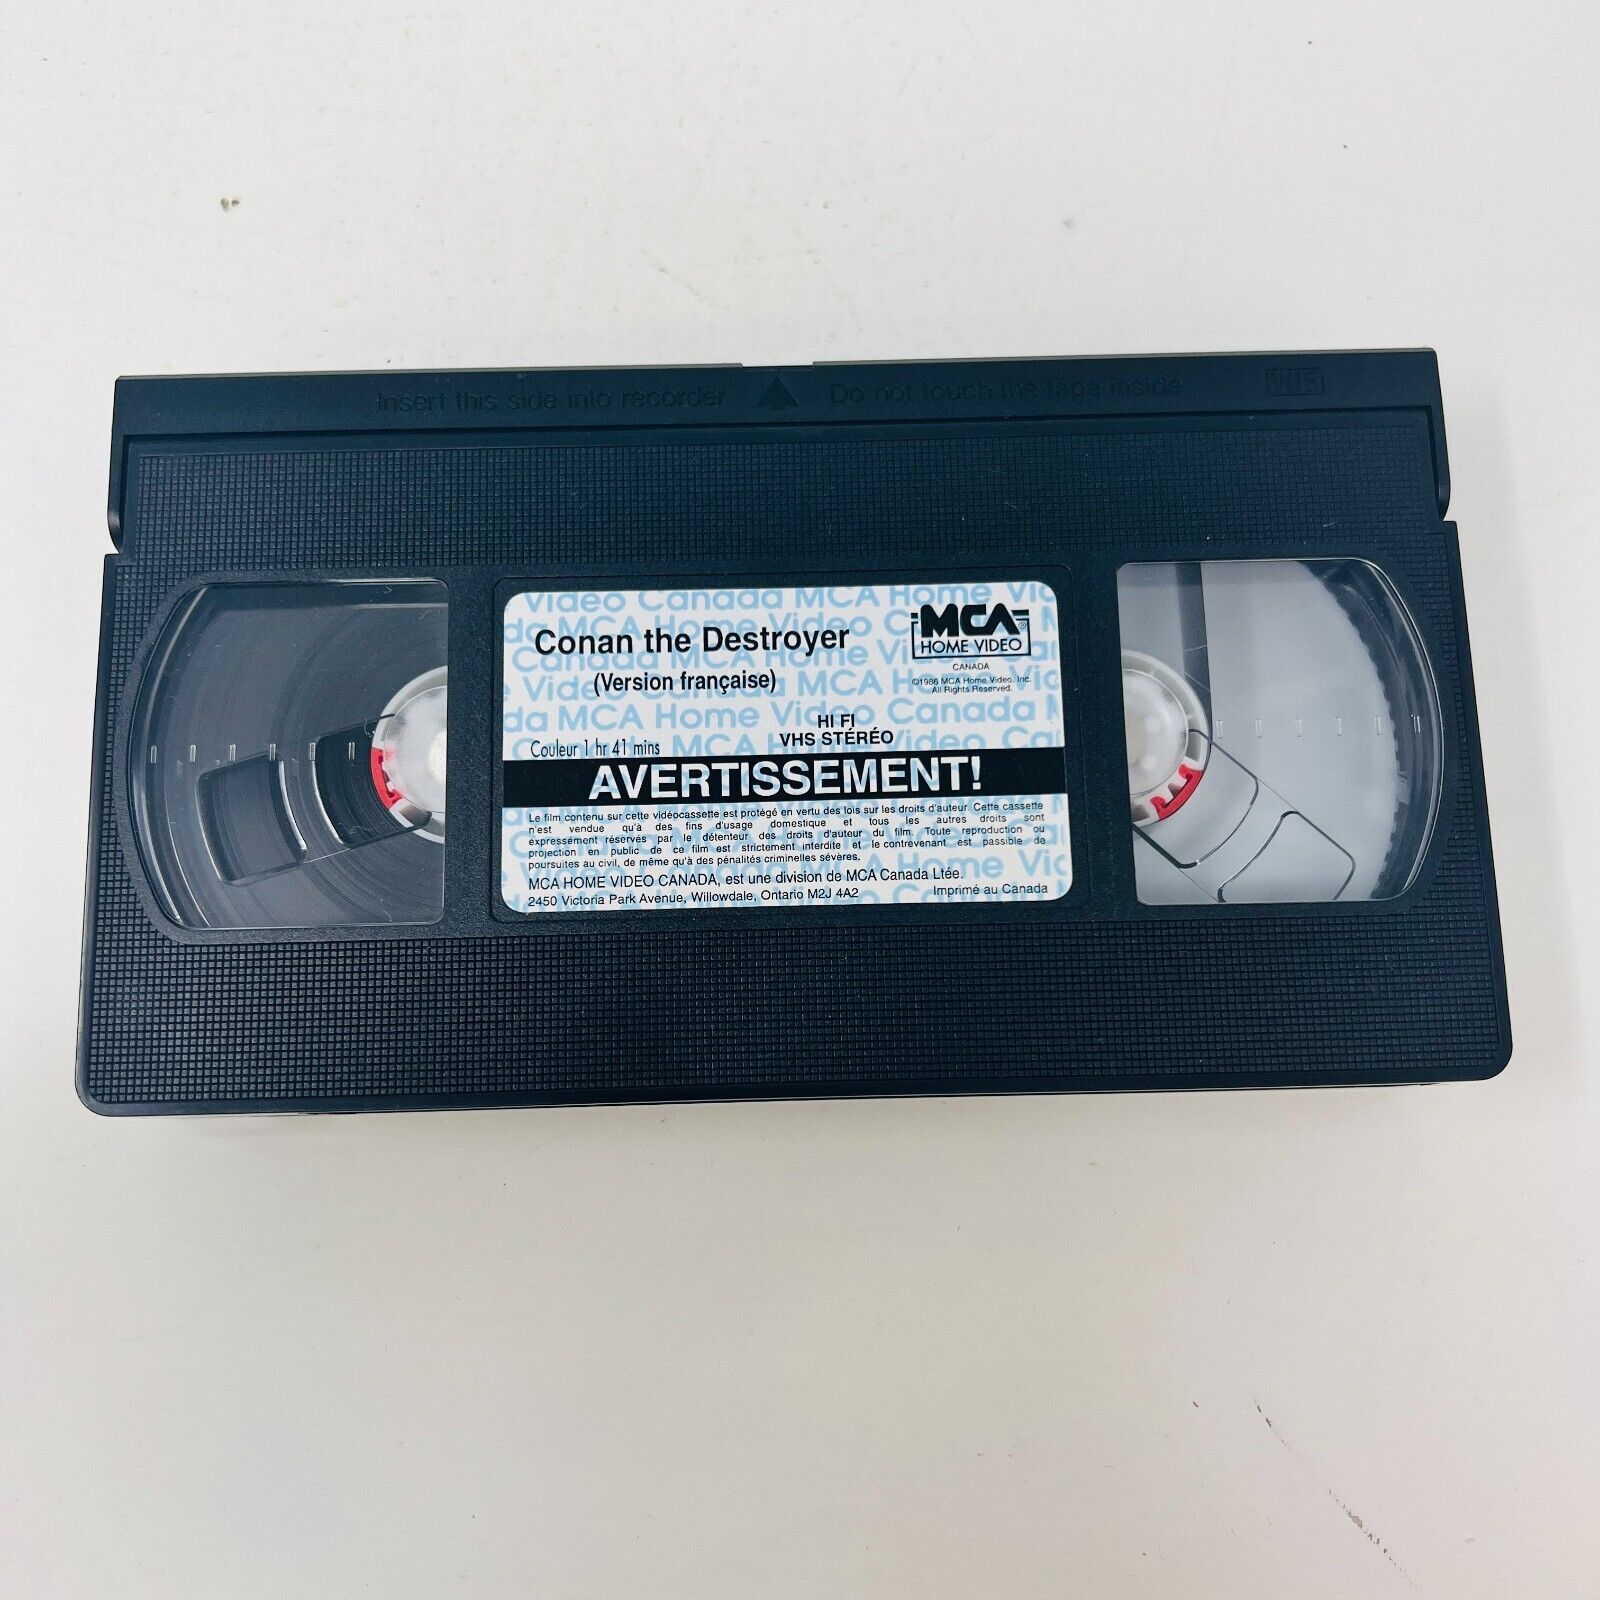 Insert this side into recorder Do not touch the tape inside VHS
Video Canada MCA Home Vid
Conan the Destroyer
(Version française)
MCA
HOME VIDEO
CANADA
©1986 MCA Home Video, Inc.
All Rights Reserved.
HI FI
VHS STÉRÉO
Couleur 1 hr 41 mins
AVERTISSEMENT!
Le film contenu sur cette vidéocassette est protégé en vertu des lois sur les droits d'auteur. Cette cassette
n'est vendue qu'à des fins d'usage domestique et tous les autres droits sont
expressément réservés par le détenteur des droits d'auteur du film. Toute reproduction ou
projection en public de ce film est strictement interdite et le contrevenant est passible de
poursuites au civil, de même qu'à des pénalités criminelles sévères.
MCA HOME VIDEO CANADA, est une division de MCA Canada Ltée.
2450 Victoria Park Avenue, Willowdale, Ontario M2J 4A2 Imprimé au Canada